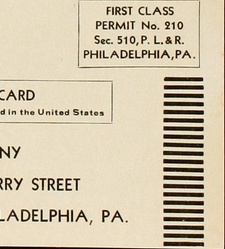 FIRST CLASS
PERMIT No. 210
Sec. 510, P. L. & R.
PHILADELPHIA, PA.
CARD
d in the United States
NY
RRY STREET
LADELPHIA, PA.